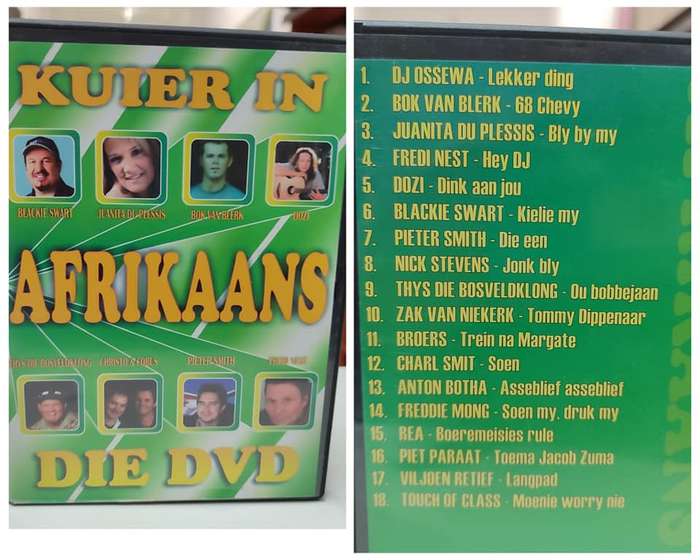 KUIER IN
BLACKIE SWART JUANITA DU PLESSIS BOK VAN BLERK DOZI
AFRIKAANS
THYS DIE BOSVELDKLONG CHRISTO & COBUS PIETER SMITH
DIE DVD
1. DJ OSSEWA - Lekker ding
2. BOK VAN BLERK - 68 Chevy
3. JUANITA DU PLESSIS - Bly by my
4. FREDI NEST - Hey DJ
5. DOZI - Dink aan jou
6. BLACKIE SWART - Kielie my
7. PIETER SMITH - Die een
8. NICK STEVENS - Jonk bly
9. THYS DIE BOSVELDKLONG - Ou bobbejaan
10. ZAK VAN NIEKERK - Tommy Dippenaar
11. BROERS - Trein na Margate
12. CHARL SMIT - Soen
13. ANTON BOTHA - Asseblief asseblief
14. FREDDIE MONG - Soen my, druk my
15. REA - Boeremeisies rule
16. PIET PARAAT - Toema Jacob Zuma
17. VILJOEN RETIEF - Langpad
18. TOUCH OF CLASS - Moenie worry nie